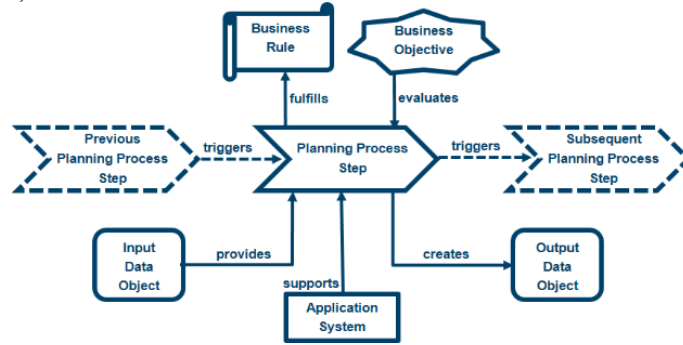 Business
Rule
Business
Objective
fulfills
evaluates
Previous
Planning Process
Step
triggers
Planning Process
Step
triggers
Subsequent
Planning Process
Step
Input
Data
Object
provides
supports
Application
System
creates
Output
Data
Object